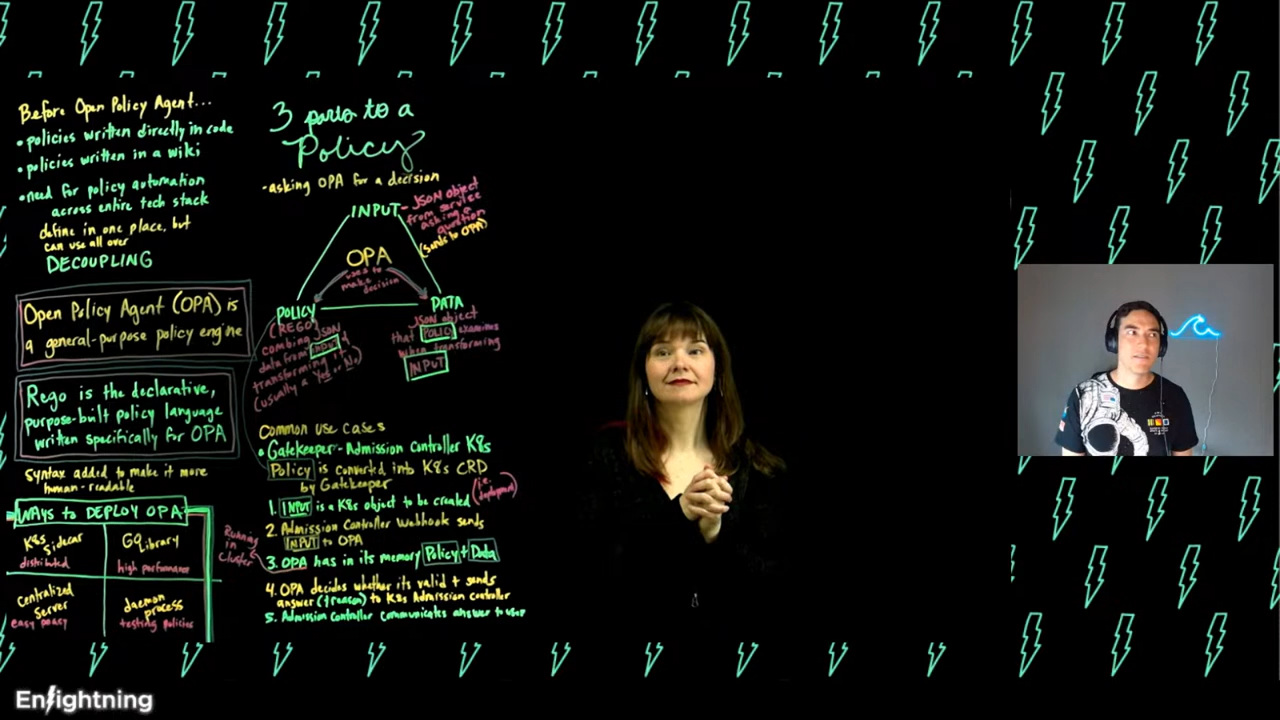 Before Open Policy Agent...
• policies written directly in code
• policies written in a wiki
• need for policy automation
across entire tech stack
define in one place, but
can use all over
DECOUPLING
Open Policy Agent (OPA) is
a general-purpose policy engine
Rego is the declarative,
purpose-built policy language
written specifically for OPA
syntax added to make it more
human-readable
WAYS to DEPLOY OPA
K8s sidecar
distributed
GO Library
high performance
centralized
server
easy peasy
daemon
process
testing policies
3 parts to a
Policy
- asking OPA for a decision
INPUT - JSON object
from service
asking a
question
(sends to OPA)
OPA
uses to
make
decision
POLICY
(REGO)
combining JSON
data from INPUT &
transforming it
(usually a Yes or No)
DATA
JSON object
that POLICY examines
when transforming
INPUT
Common use cases
• Gatekeeper - Admission Controller K8s
Policy is converted into K8s CRD
by Gatekeeper
1. INPUT is a K8s object to be created (i.e. deployment)
2. Admission Controller Webhook sends
INPUT to OPA
Running
in
cluster
3. OPA has in its memory Policy + Data
4. OPA decides whether its valid + sends
answer (+reason) to K8s Admission controller
5. Admission Controller communicates answer to user
Enlightning